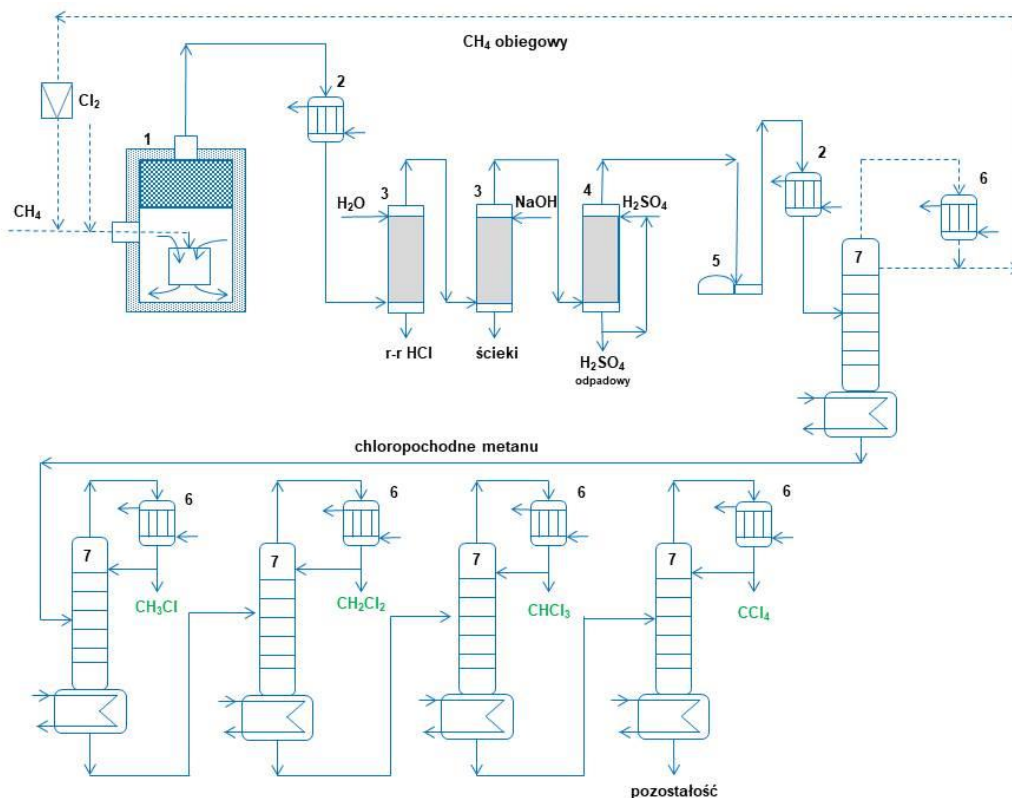 CH₄ obiegowy
Cl₂
2
1
2
6
CH₄
H₂O
3
3
NaOH
4
H₂SO₄
5
7
r-r HCl
ścieki
H₂SO₄
odpadowy
chloropochodne metanu
6
6
6
6
7
7
7
7
CH₃Cl
CH₂Cl₂
CHCl₃
CCl₄
pozostałość